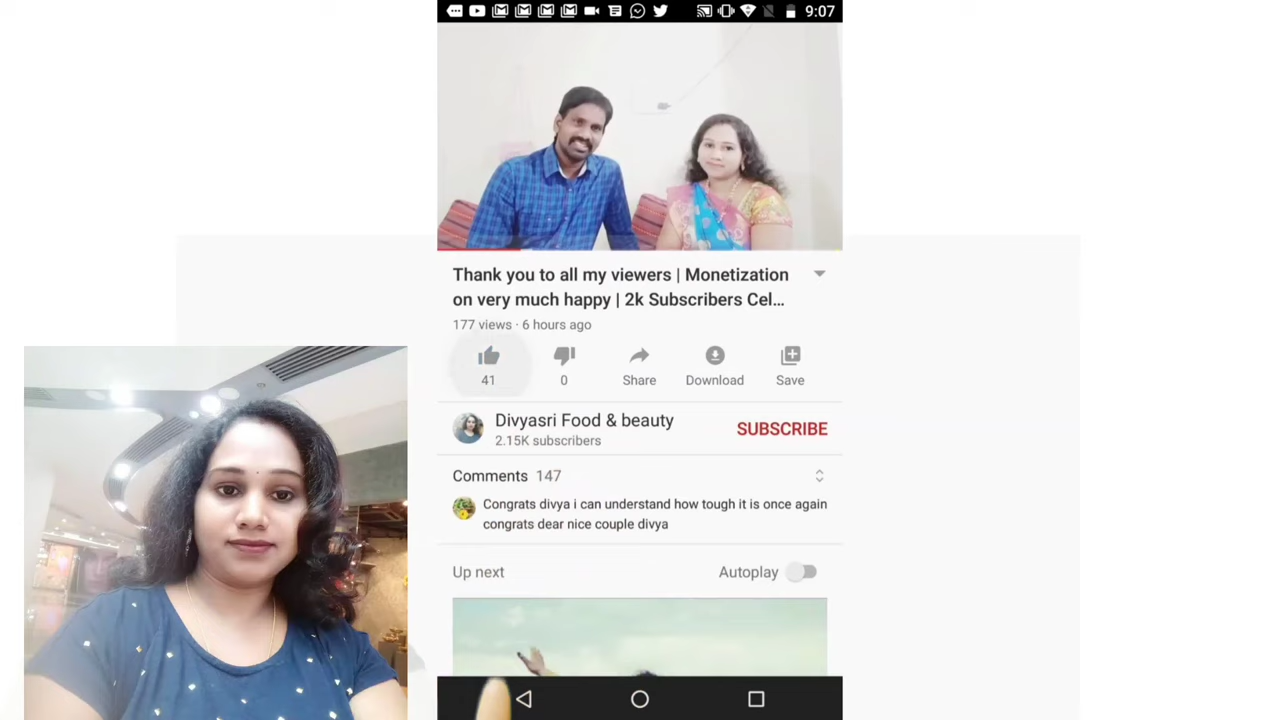 9:07
Thank you to all my viewers | Monetization
on very much happy | 2k Subscribers Cel...
177 views · 6 hours ago
41
0
Share
Download
Save
Divyasri Food & beauty
2.15K subscribers
SUBSCRIBE
Comments 147
Congrats divya i can understand how tough it is once again
congrats dear nice couple divya
Up next
Autoplay